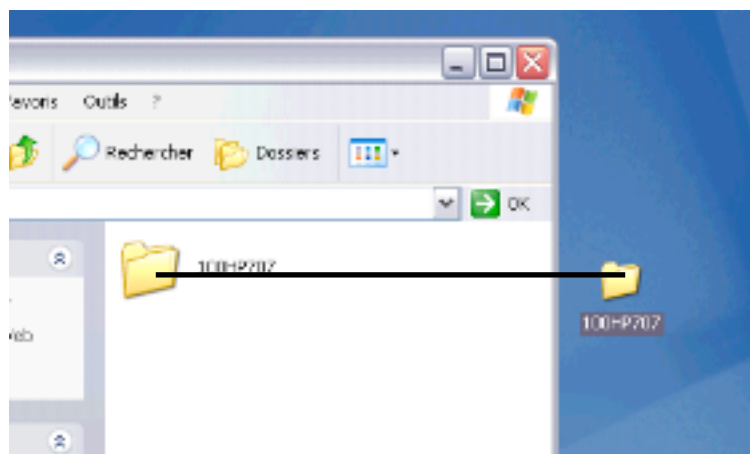 Favoris Outils ?
Rechercher Dossiers
OK
100HP707
100HP707
Web